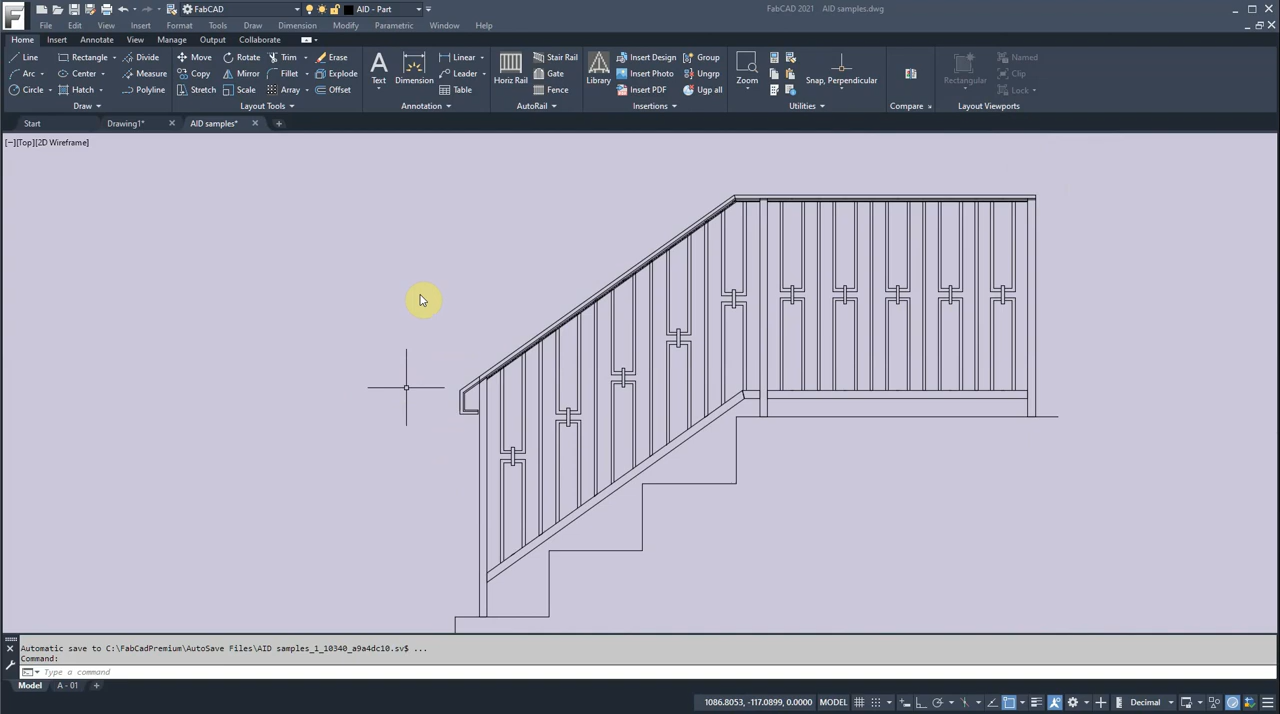 FabCAD
AID - Part
FabCAD 2021 AID samples.dwg
File Edit View Insert Format Tools Draw Dimension Modify Parametric Window Help
Home Insert Annotate View Manage Output Collaborate
Line Rectangle Divide Move Rotate Trim Erase Linear Stair Rail Insert Design Group Named
Arc Center Measure Copy Mirror Fillet Explode Text Dimension Leader Horiz Rail Gate Library Insert Photo Ungrp Zoom Snap, Perpendicular Rectangular Clip
Circle Hatch Polyline Stretch Scale Array Offset Table Fence Insert PDF Ugp all Lock
Draw Layout Tools Annotation AutoRail Insertions Utilities Compare Layout Viewports
Start Drawing1* AID samples*
[−][Top][2D Wireframe]
Automatic save to C:\FabCadPremium\AutoSave Files\AID samples_1_10340_a9a4dc10.sv$ ...
Command:
Type a command
Model A - 01
1086.8053, -117.0899, 0.0000 MODEL Decimal